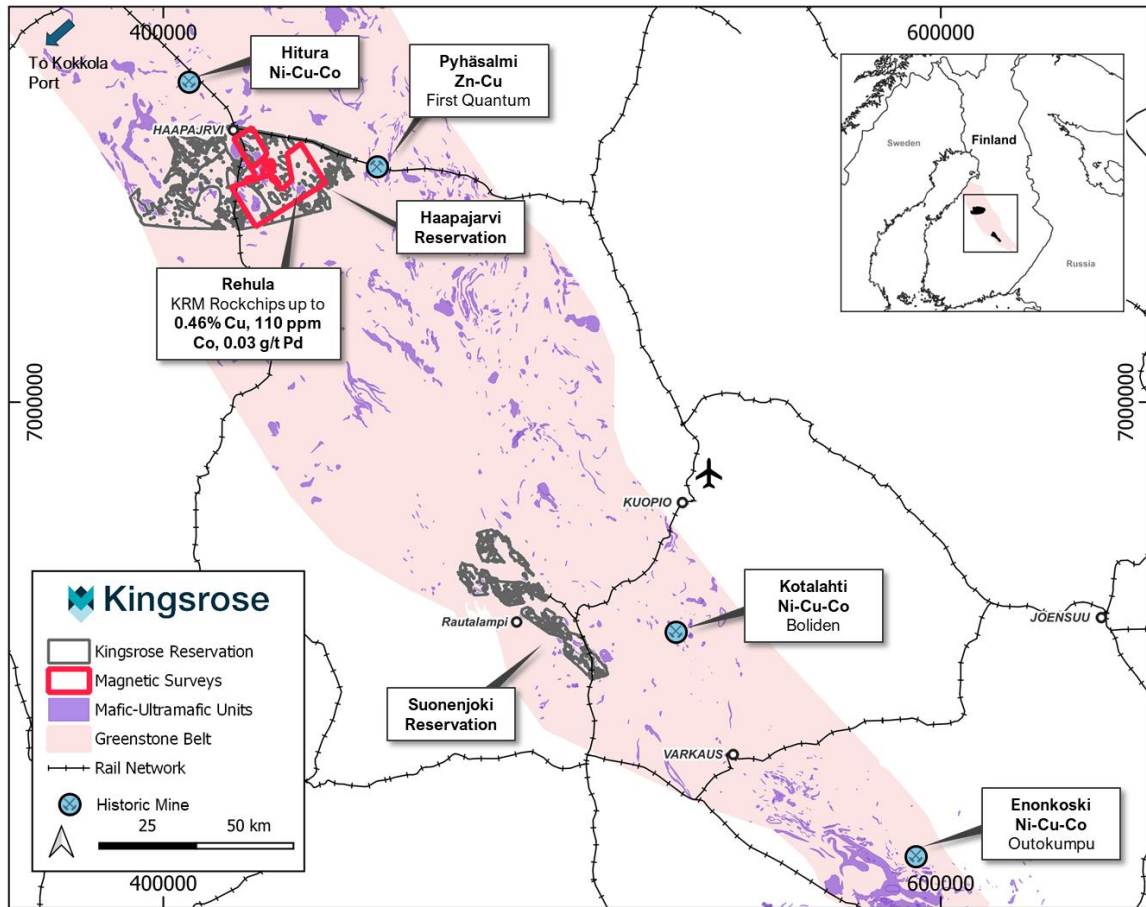 400000
600000
To Kokkola
Port
Hitura
Ni-Cu-Co
Pyhäsalmi
Zn-Cu
First Quantum
HAAPAJRVI
Haapajarvi
Reservation
Rehula
KRM Rockchips up to
0.46% Cu, 110 ppm
Co, 0.03 g/t Pd
Sweden
Finland
Russia
7000000
7000000
KUOPIO
Kotalahti
Ni-Cu-Co
Boliden
JOENSUU
Rautalampi
Suonenjoki
Reservation
VARKAUS
Enonkoski
Ni-Cu-Co
Outokumpu
Kingsrose
Kingsrose Reservation
Magnetic Surveys
Mafic-Ultramafic Units
Greenstone Belt
Rail Network
Historic Mine
25
50 km
400000
600000